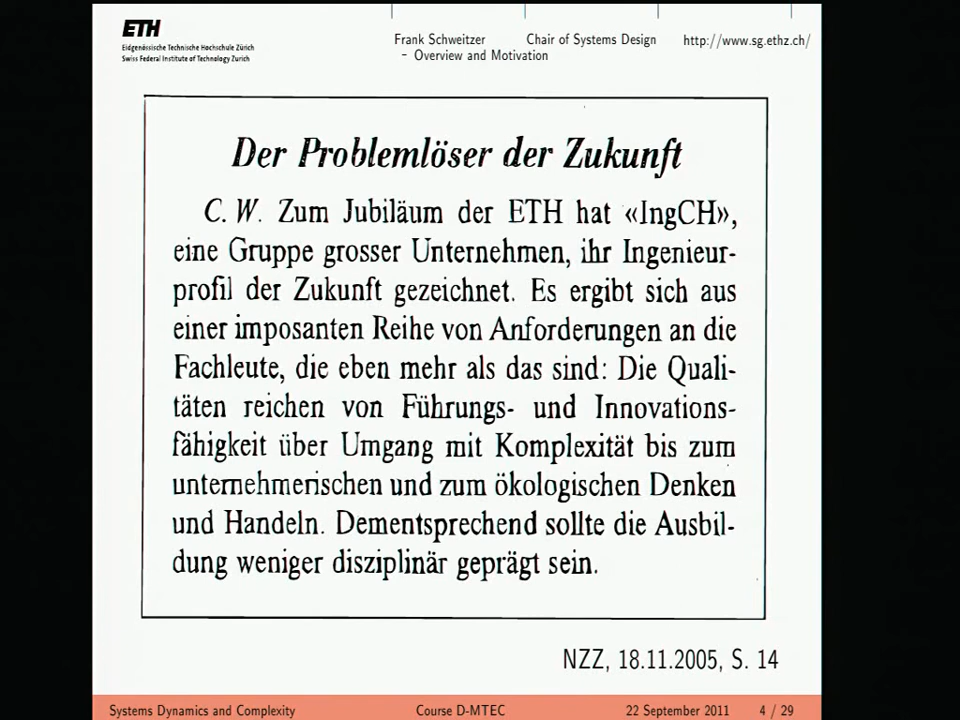 ETH
Eidgenössische Technische Hochschule Zürich
Swiss Federal Institute of Technology Zurich
Frank Schweitzer Chair of Systems Design http://www.sg.ethz.ch/
– Overview and Motivation
Der Problemlöser der Zukunft
C. W. Zum Jubiläum der ETH hat «IngCH»,
eine Gruppe grosser Unternehmen, ihr Ingenieur-
profil der Zukunft gezeichnet. Es ergibt sich aus
einer imposanten Reihe von Anforderungen an die
Fachleute, die eben mehr als das sind: Die Quali-
täten reichen von Führungs- und Innovations-
fähigkeit über Umgang mit Komplexität bis zum
unternehmerischen und zum ökologischen Denken
und Handeln. Dementsprechend sollte die Ausbil-
dung weniger disziplinär geprägt sein.
NZZ, 18.11.2005, S. 14
Systems Dynamics and Complexity Course D-MTEC 22 September 2011 4 / 29